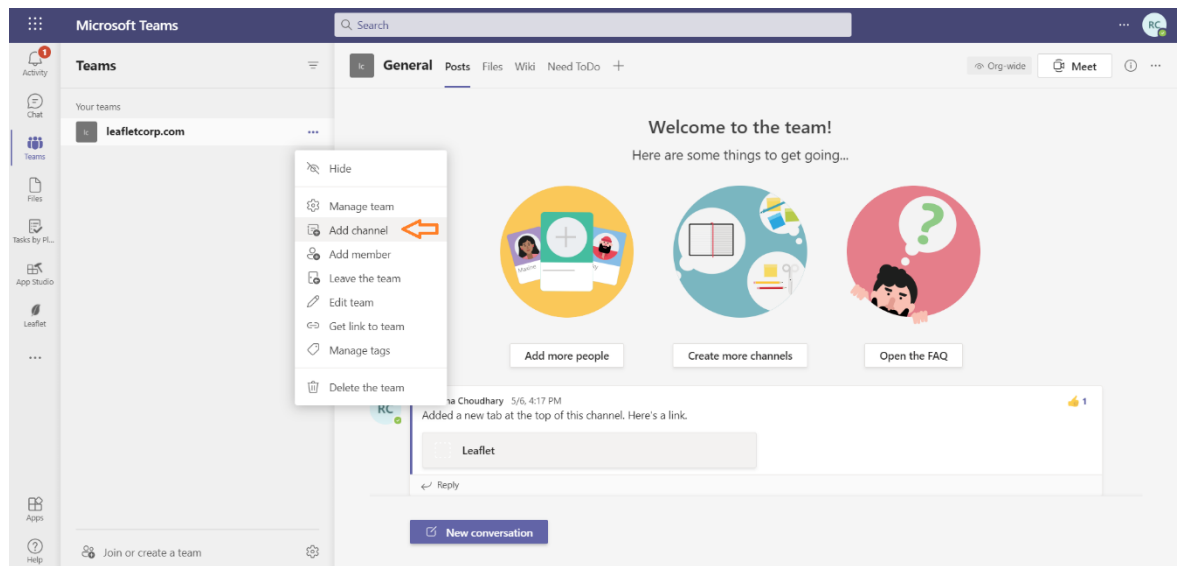 Microsoft Teams
Search
RC
1
Activity
Chat
Teams
Files
Tasks by Pl...
App Studio
Leaflet
Apps
Help
Teams
Your teams
lc leafletcorp.com
Hide
Manage team
Add channel
Add member
Leave the team
Edit team
Get link to team
Manage tags
Delete the team
Join or create a team
lc General Posts Files Wiki Need ToDo Org-wide Meet
Welcome to the team!
Here are some things to get going...
Maxine
Add more people Create more channels Open the FAQ
RC
na Choudhary 5/6, 4:17 PM 1
Added a new tab at the top of this channel. Here's a link.
Leaflet
Reply
New conversation